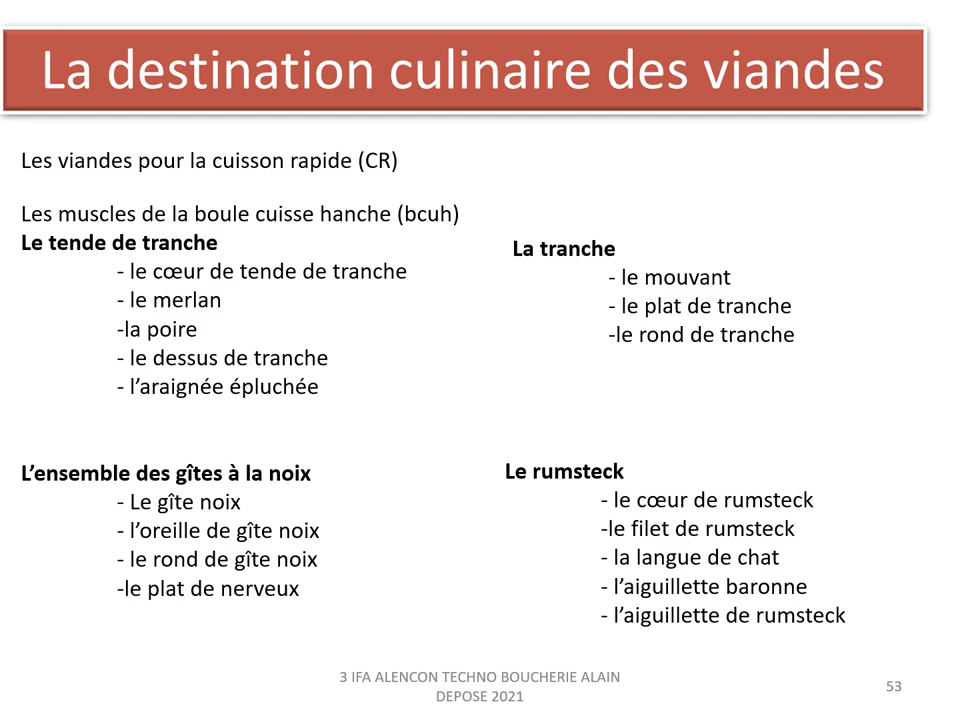 La destination culinaire des viandes
Les viandes pour la cuisson rapide (CR)
Les muscles de la boule cuisse hanche (bcuh)
Le tende de tranche
- le cœur de tende de tranche
- le merlan
-la poire
- le dessus de tranche
- l’araignée épluchée
La tranche
- le mouvant
- le plat de tranche
-le rond de tranche
L’ensemble des gîtes à la noix
- Le gîte noix
- l’oreille de gîte noix
- le rond de gîte noix
-le plat de nerveux
Le rumsteck
- le cœur de rumsteck
-le filet de rumsteck
- la langue de chat
- l’aiguillette baronne
- l’aiguillette de rumsteck
3 IFA ALENCON TECHNO BOUCHERIE ALAIN
DEPOSE 2021
53